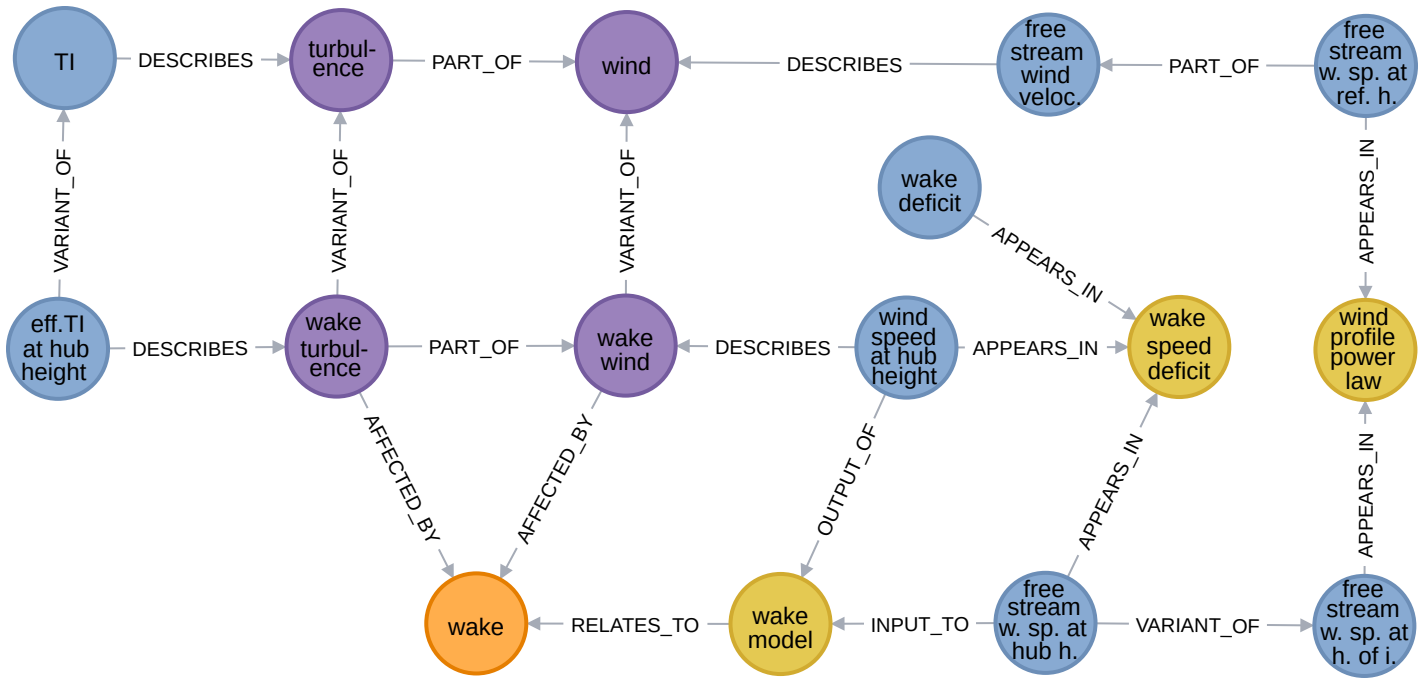 TI
DESCRIBES
turbul-
ence
PART_OF
wind
DESCRIBES
free
stream
wind
veloc.
PART_OF
free
stream
w. sp. at
ref. h.
VARIANT_OF
VARIANT_OF
VARIANT_OF
wake
deficit
APPEARS_IN
APPEARS_IN
eff.TI
at hub
height
DESCRIBES
wake
turbul-
ence
PART_OF
wake
wind
DESCRIBES
wind
speed
at hub
height
APPEARS_IN
wake
speed
deficit
wind
profile
power
law
AFFECTED_BY
AFFECTED_BY
OUTPUT_OF
APPEARS_IN
APPEARS_IN
wake
RELATES_TO
wake
model
INPUT_TO
free
stream
w. sp. at
hub h.
VARIANT_OF
free
stream
w. sp. at
h. of i.